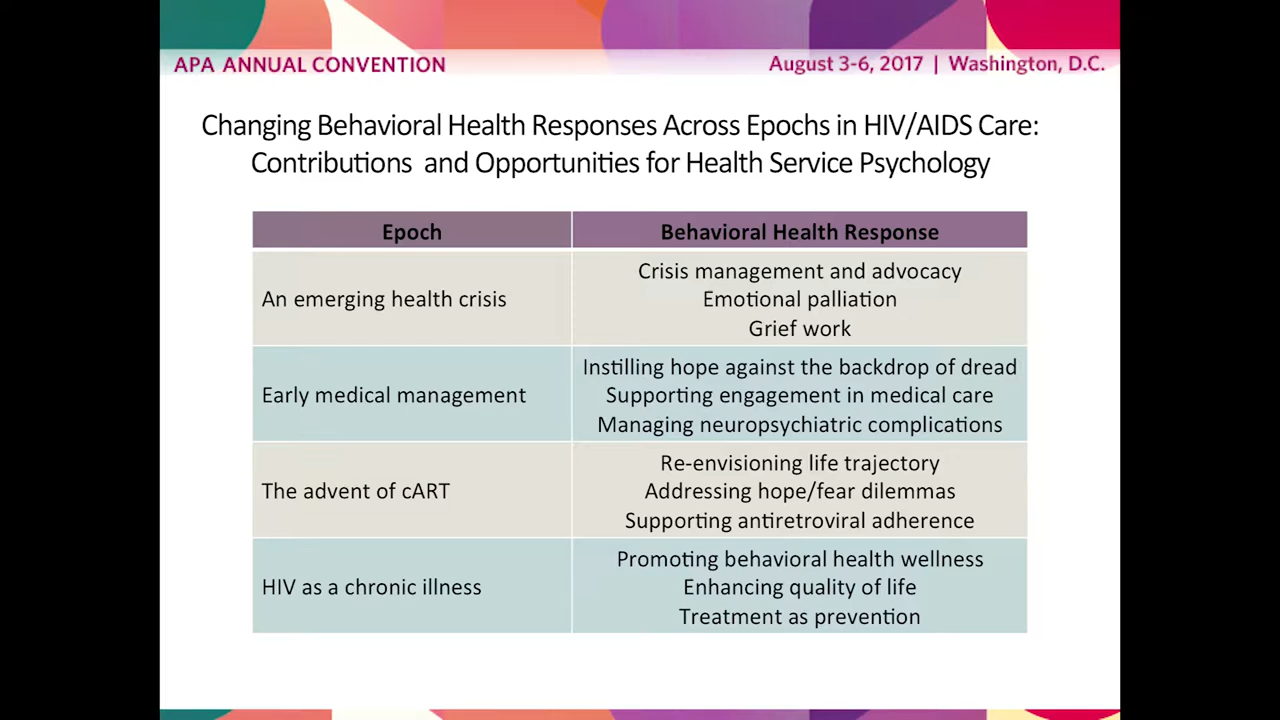 APA ANNUAL CONVENTION
August 3-6, 2017 | Washington, D.C.
Changing Behavioral Health Responses Across Epochs in HIV/AIDS Care:
Contributions and Opportunities for Health Service Psychology
Epoch
Behavioral Health Response
An emerging health crisis
Crisis management and advocacy
Emotional palliation
Grief work
Early medical management
Instilling hope against the backdrop of dread
Supporting engagement in medical care
Managing neuropsychiatric complications
The advent of cART
Re-envisioning life trajectory
Addressing hope/fear dilemmas
Supporting antiretroviral adherence
HIV as a chronic illness
Promoting behavioral health wellness
Enhancing quality of life
Treatment as prevention